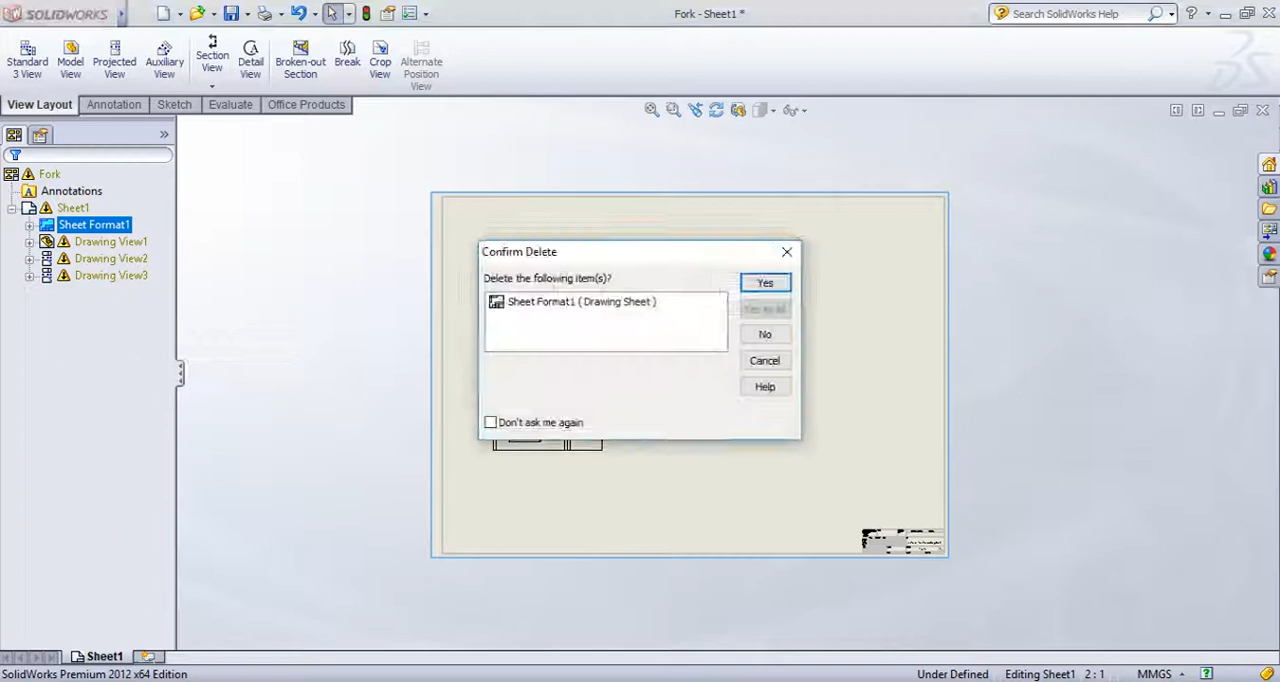 SOLIDWORKS
Fork - Sheet1 *
Search SolidWorks Help
Standard 3 View
Model View
Projected View
Auxiliary View
Section View
Detail View
Broken-out Section
Break
Crop View
Alternate Position View
View Layout
Annotation
Sketch
Evaluate
Office Products
Fork
Annotations
Sheet1
Sheet Format1
Drawing View1
Drawing View2
Drawing View3
Confirm Delete
Delete the following item(s)?
Sheet Format1 ( Drawing Sheet )
Yes
Yes to all
No
Cancel
Help
Don't ask me again
Sheet1
SolidWorks Premium 2012 x64 Edition
Under Defined
Editing Sheet1
2 : 1
MMGS